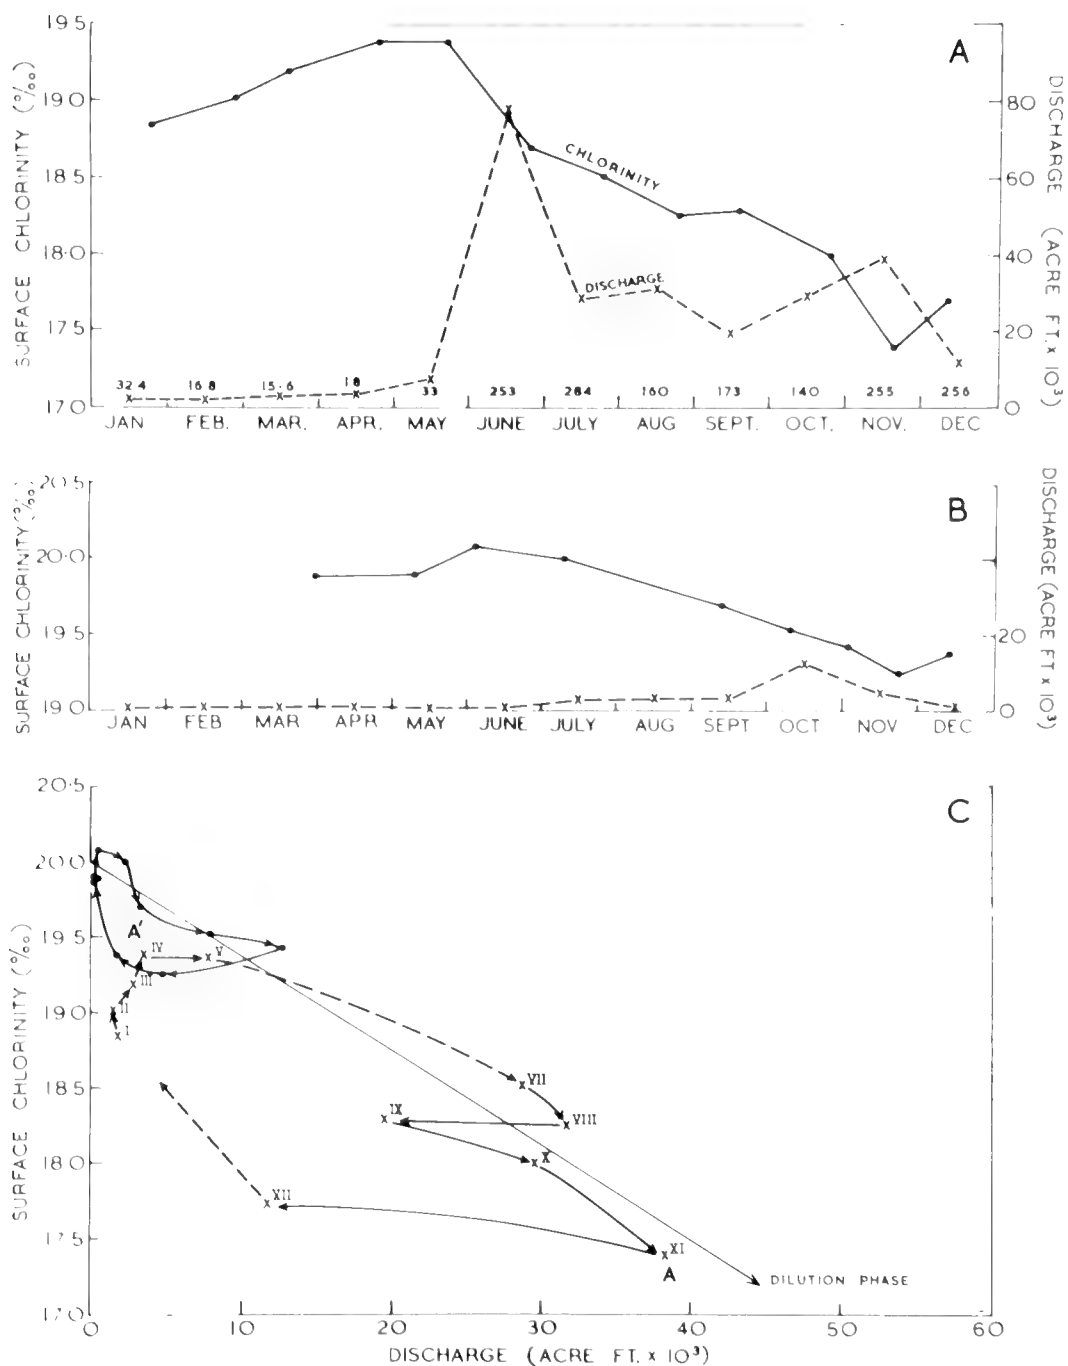 A
SURFACE CHLORINITY (‰)
19·5
19·0
18·5
18·0
17·5
17·0
CHLORINITY
DISCHARGE
32·4 16·8 15·6 18 33 253 284 160 173 140 255 256
JAN FEB. MAR. APR. MAY JUNE JULY AUG SEPT. OCT. NOV. DEC
80
60
40
20
0
DISCHARGE (ACRE FT. × 10³)
B
SURFACE CHLORINITY (‰)
20·5
20·0
19·5
19·0
JAN FEB MAR APR MAY JUNE JULY AUG SEPT OCT NOV DEC
20
0
DISCHARGE (ACRE FT × 10³)
C
SURFACE CHLORINITY (‰)
20·5
20·0
19·5
19·0
18·5
18·0
17·5
17·0
A'
IV V
III
II
I
VII
VIII
IX
X
XII
XI
A
DILUTION PHASE
0 10 20 30 40 50 60
DISCHARGE (ACRE FT. × 10³)